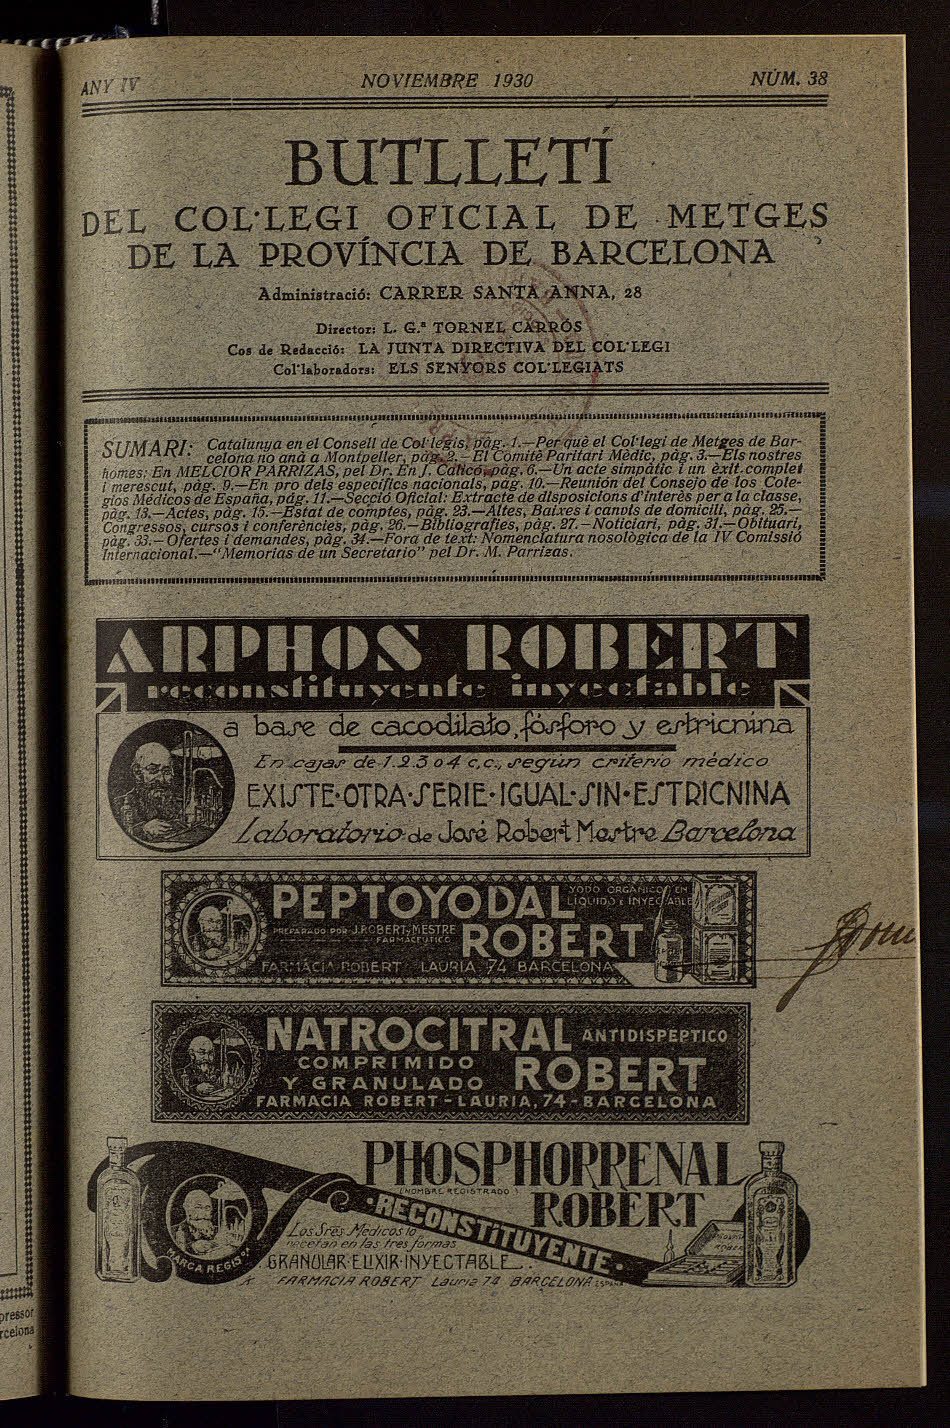 ANY IV NOVIEMBRE 1930 NÚM. 38
BUTLLETÍ
DEL COL·LEGI OFICIAL DE METGES
DE LA PROVÍNCIA DE BARCELONA
Administració: CARRER SANTA ANNA, 28
Director: L. G.ª TORNEL CARRÓS
Cos de Redacció: LA JUNTA DIRECTIVA DEL COL·LEGI
Col·laboradors: ELS SENYORS COL·LEGIATS
SUMARI: Catalunya en el Consell de Col·legis, pàg. 1.—Per què el Col·legi de Metges de Bar-
celona no anà a Montpeller, pàg. 2.—El Comitè Paritari Mèdic, pàg. 3.—Els nostres
homes: En MELCIOR PARRIZAS, pel Dr. En J. Calicó, pàg. 6.—Un acte simpàtic i un èxit complet
i merescut, pàg. 9.—En pro dels específics nacionals, pàg. 10.—Reunión del Consejo de los Cole-
gios Médicos de España, pág. 11.—Secció Oficial: Extracte de disposicions d'interès per a la classe,
pàg. 13.—Actes, pàg. 15.—Estat de comptes, pàg. 23.—Altes, Baixes i canvis de domicili, pàg. 25.—
Congressos, cursos i conferències, pàg. 26.—Bibliografies, pàg. 27.—Noticiari, pàg. 31.—Obituari,
pàg. 33.—Ofertes i demandes, pàg. 34.—Fora de text: Nomenclatura nosològica de la IV Comissió
Internacional.—"Memorias de un Secretario" pel Dr. M. Parrizas.
ARPHOS ROBERT
reconstituyente inyectable
a base de cacodilato, fósforo y estricnina
En cajas de 1.2.3 o 4 c.c., según criterio médico
EXISTE·OTRA·SERIE·IGUAL·SIN·ESTRICNINA
Laboratorio de José Robert Mestre Barcelona
PEPTOYODAL YODO ORGANICO EN
LIQUIDO E INYECTABLE
PREPARADO POR J. ROBERT, MESTRE
FARMACEUTICO ROBERT
FARMACIA ROBERT LAURIA 74 BARCELONA
NATROCITRAL ANTIDISPEPTICO
COMPRIMIDO
Y GRANULADO ROBERT
FARMACIA ROBERT - LAURIA, 74 - BARCELONA
PHOSPHORRENAL
(NOMBRE REGISTRADO)
ROBERT
·RECONSTITUYENTE·
Los Sres Médicos lo
recetan en las tres formas
GRANULAR·ELIXIR·INYECTABLE
MARCA REGISTda
FARMACIA ROBERT Lauria 74 BARCELONA ESPAÑA
pressor
rcelona